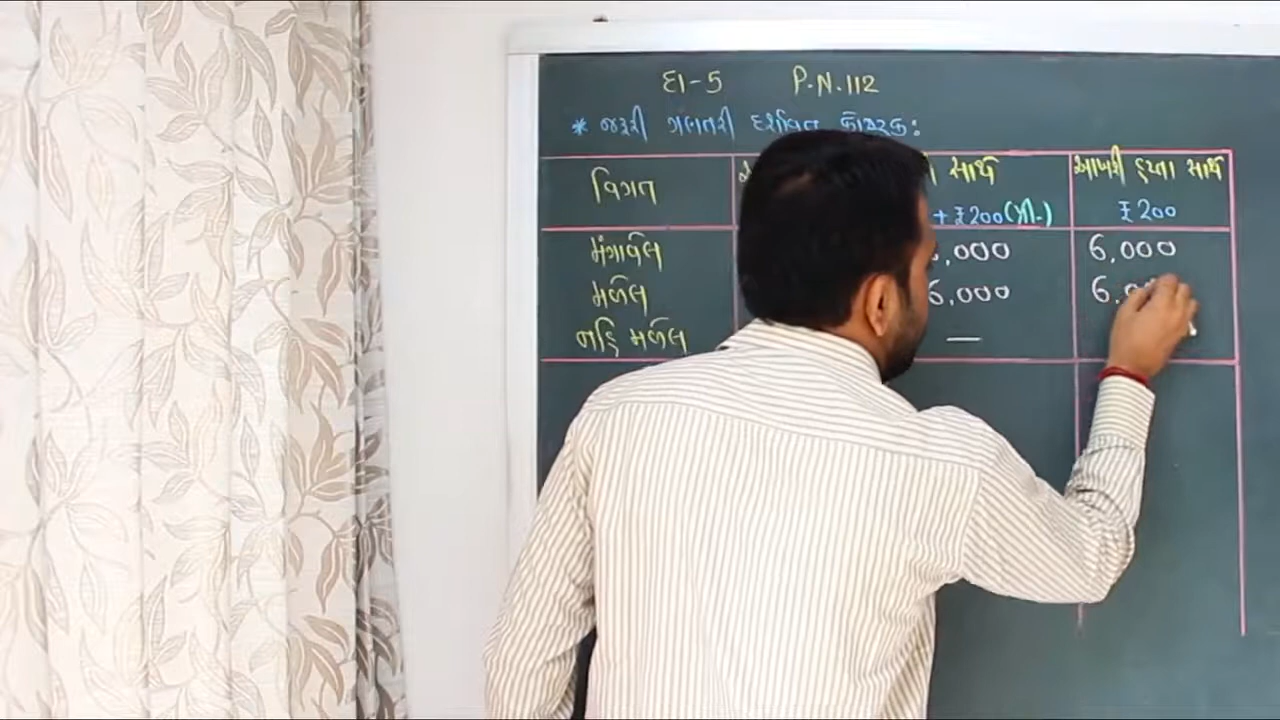 દા-5 P.N.112
* જરૂરી ગણતરી દર્શાવતું કોષ્ટક:
વિગત સાથે આખરી હપ્તા સાથે
+ ₹200(પ્રી.) ₹200
મંગાવેલ ,000 6,000
મળેલ 6,000
નહિ મળેલ —